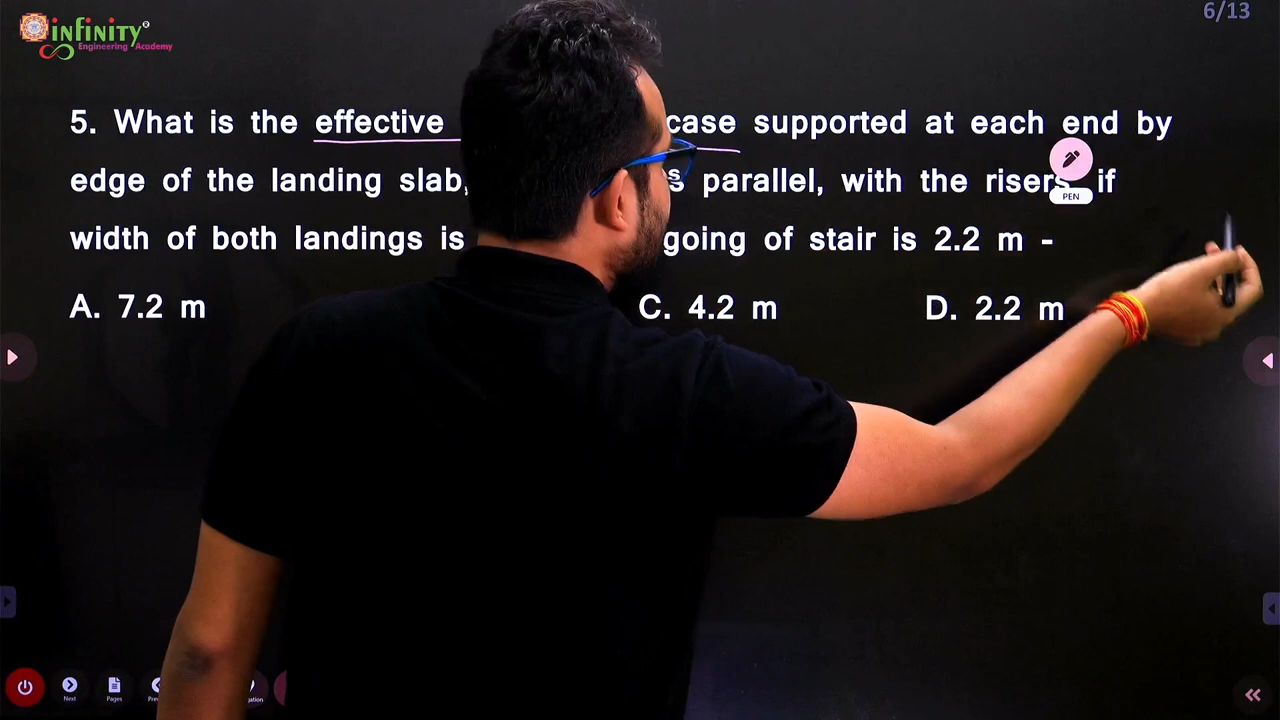 infinity
Engineering Academy
6/13
5. What is the effective case supported at each end by
edge of the landing slab, parallel, with the risers if
width of both landings is going of stair is 2.2 m -
A. 7.2 m C. 4.2 m D. 2.2 m
PEN
Next Pages